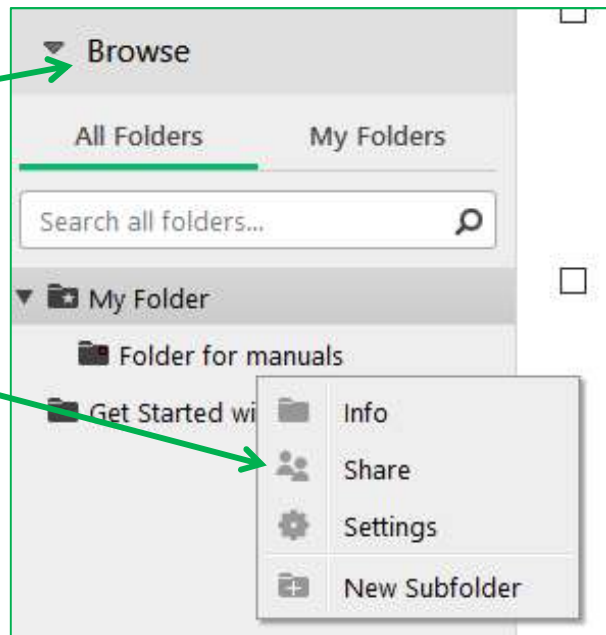 Browse
All Folders My Folders
Search all folders...
My Folder
Folder for manuals
Get Started wi
Info
Share
Settings
New Subfolder